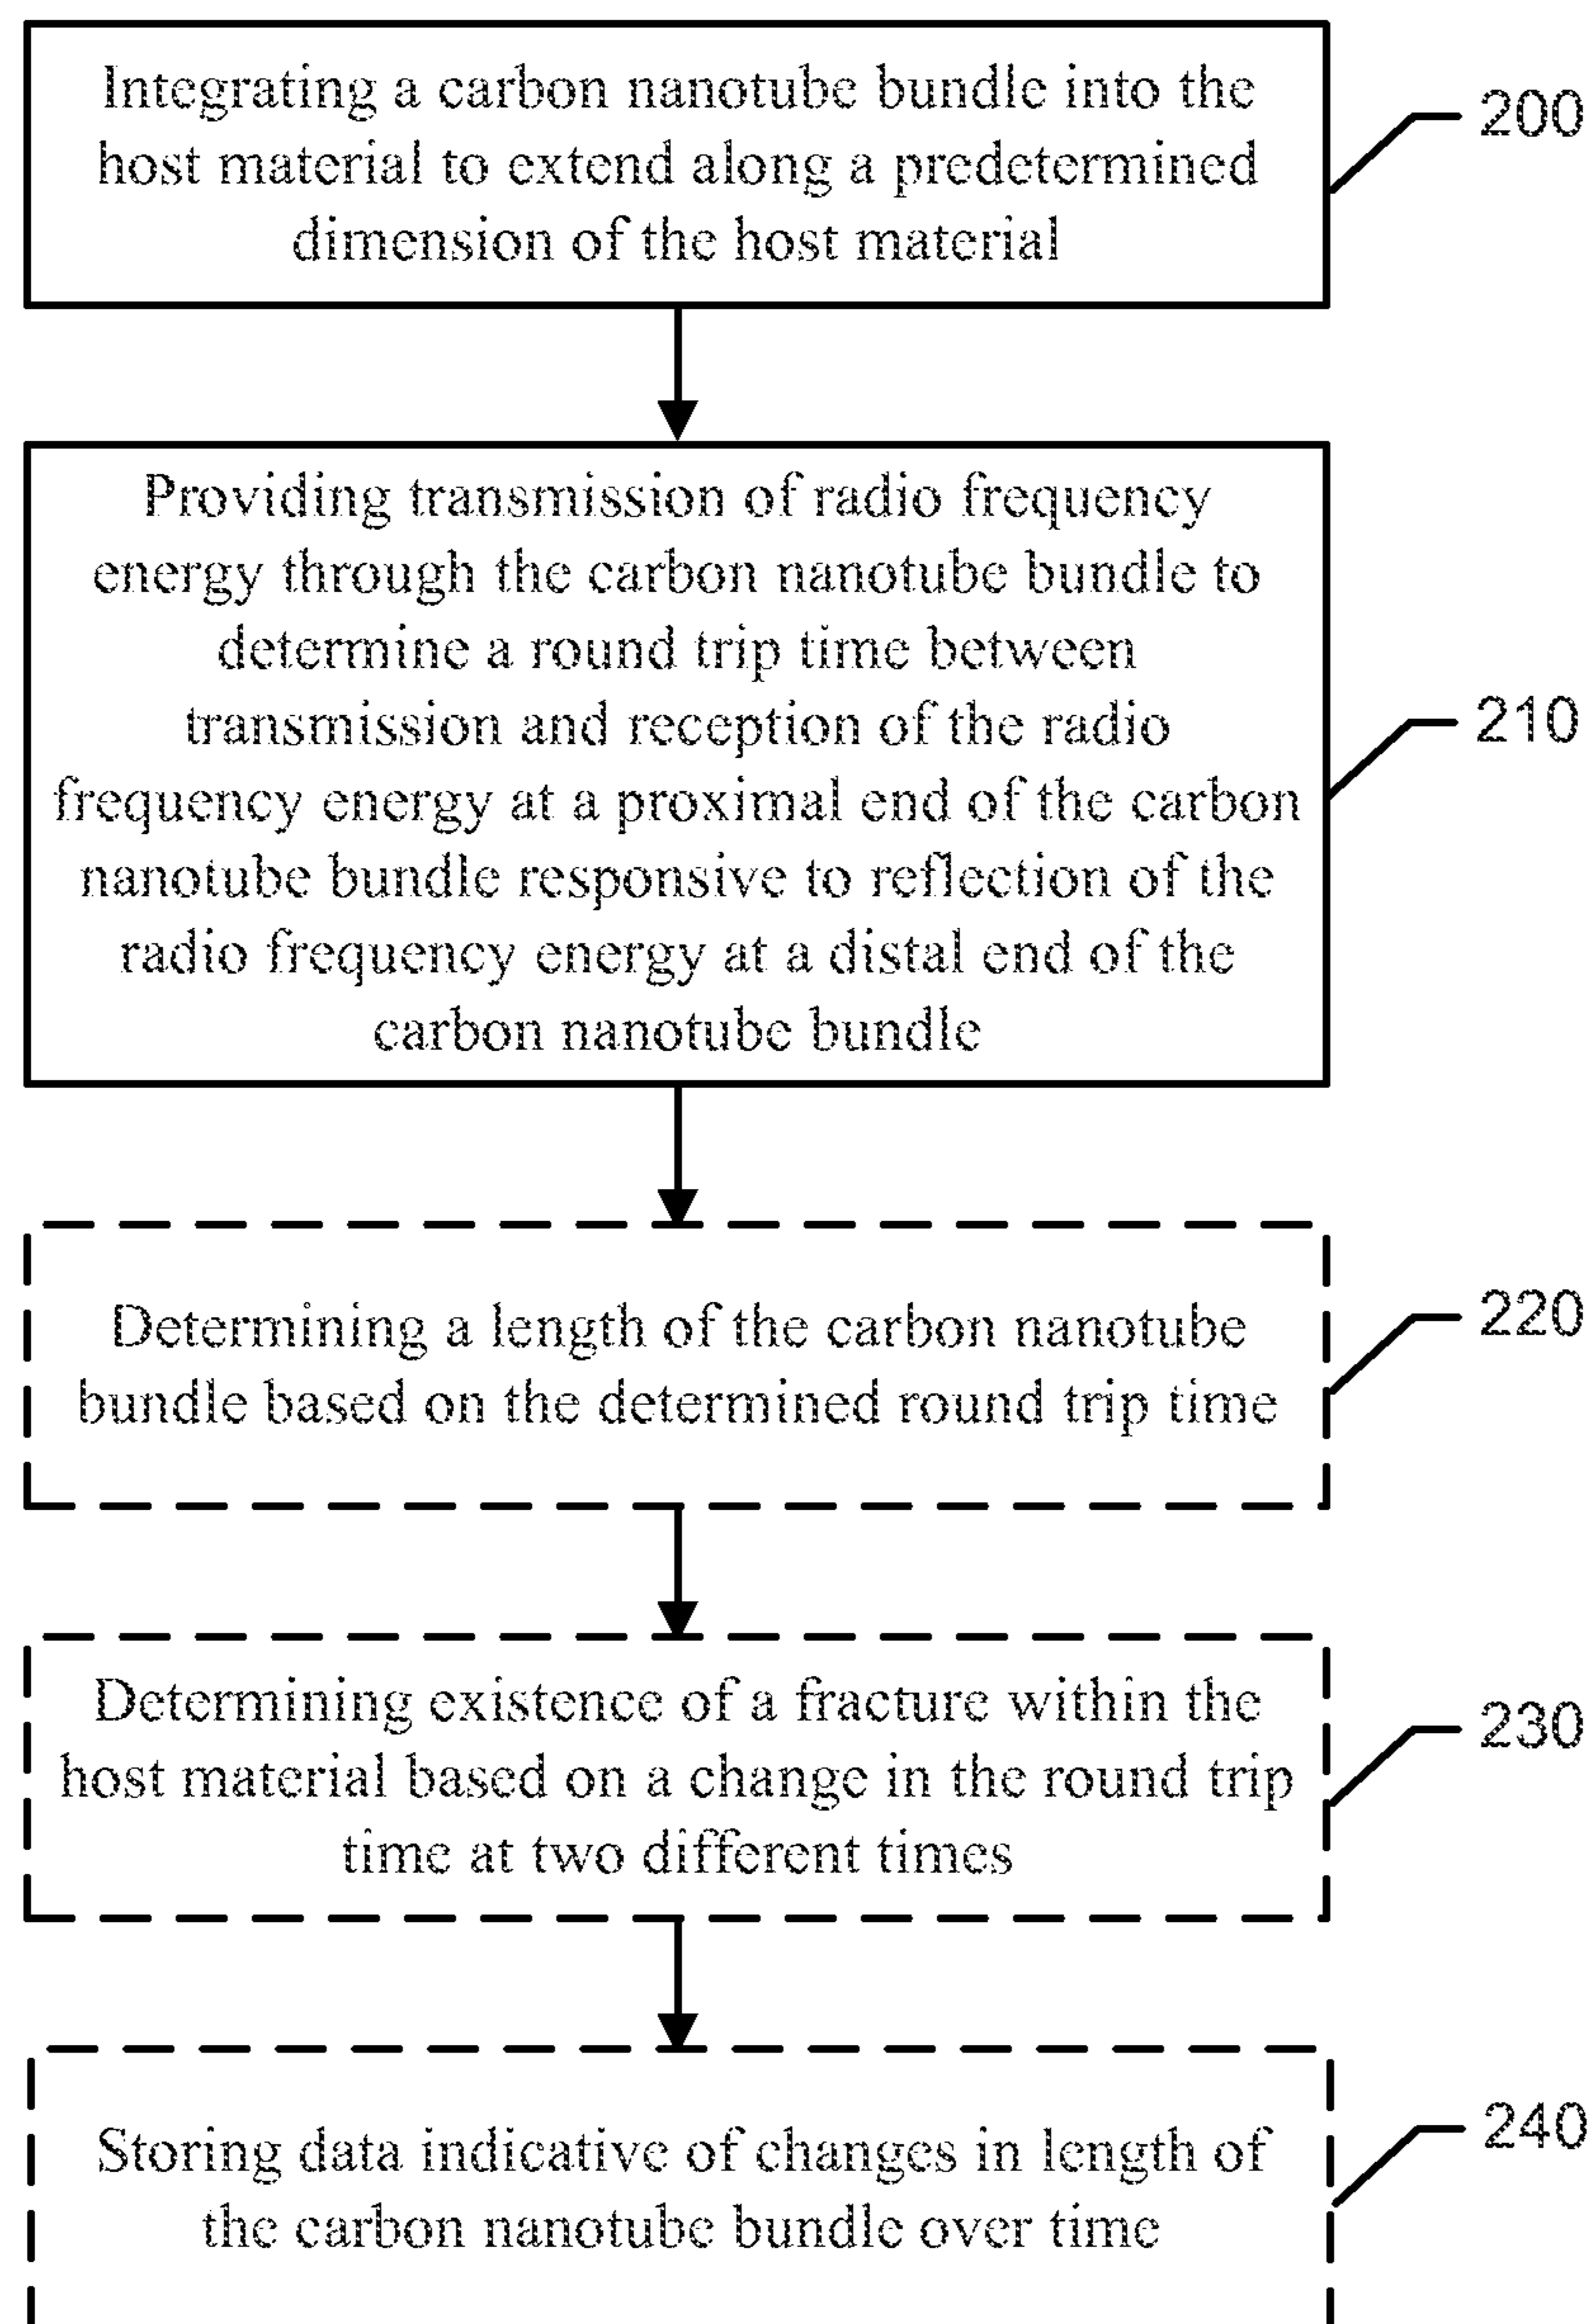 Integrating a carbon nanotube bundle into the
host material to extend along a predetermined
dimension of the host material
200
Providing transmission of radio frequency
energy through the carbon nanotube bundle to
determine a round trip time between
transmission and reception of the radio
frequency energy at a proximal end of the carbon
nanotube bundle responsive to reflection of the
radio frequency energy at a distal end of the
carbon nanotube bundle
210
Determining a length of the carbon nanotube
bundle based on the determined round trip time
220
Determining existence of a fracture within the
host material based on a change in the round trip
time at two different times
230
Storing data indicative of changes in length of
the carbon nanotube bundle over time
240